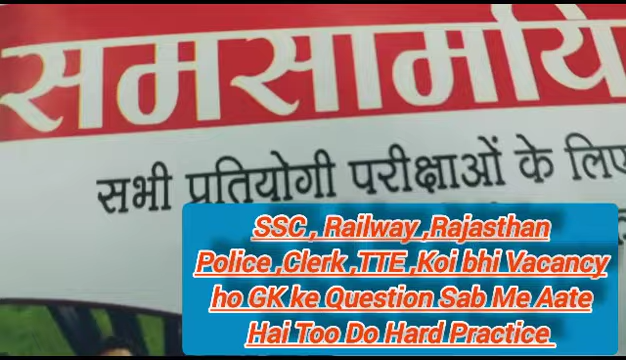 समसामयि
सभी प्रतियोगी परीक्षाओं के लिए
SSC , Railway ,Rajasthan
Police ,Clerk ,TTE ,Koi bhi Vacancy
ho GK ke Question Sab Me Aate
Hai Too Do Hard Practice